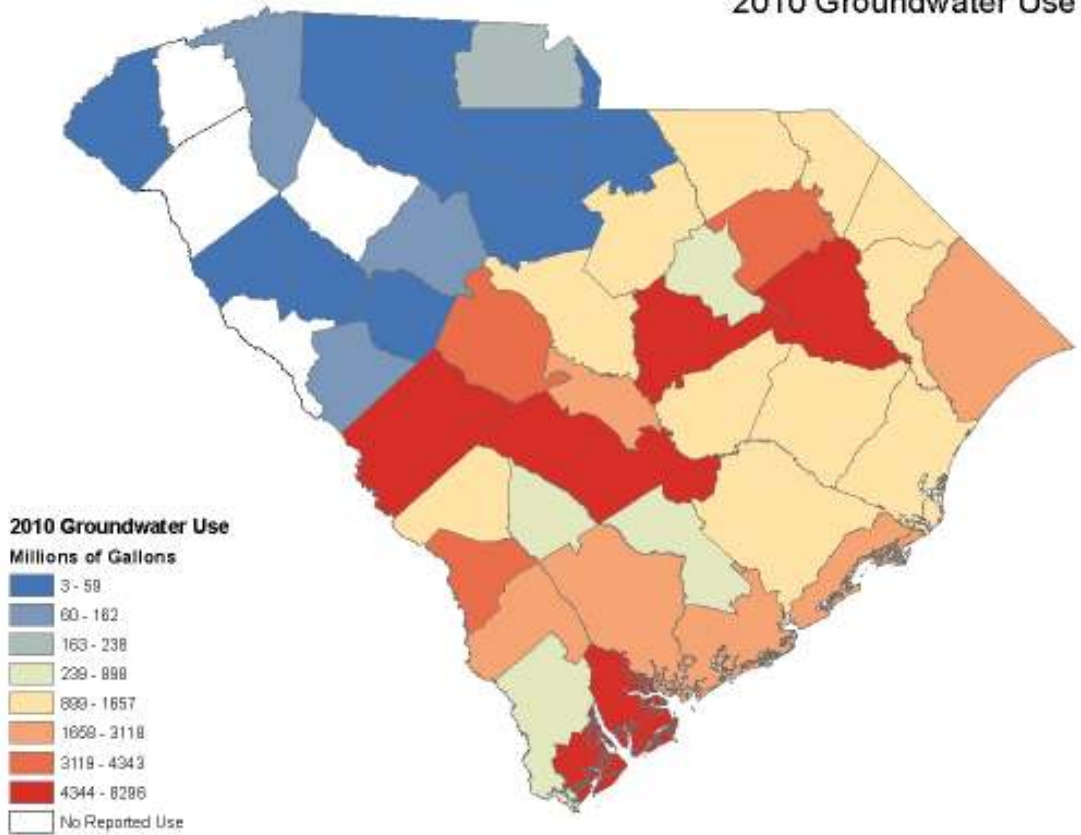 2010 Groundwater Use
2010 Groundwater Use
Millions of Gallons
3 - 59
60 - 162
163 - 238
239 - 898
899 - 1657
1658 - 3118
3119 - 4343
4344 - 8296
No Reported Use